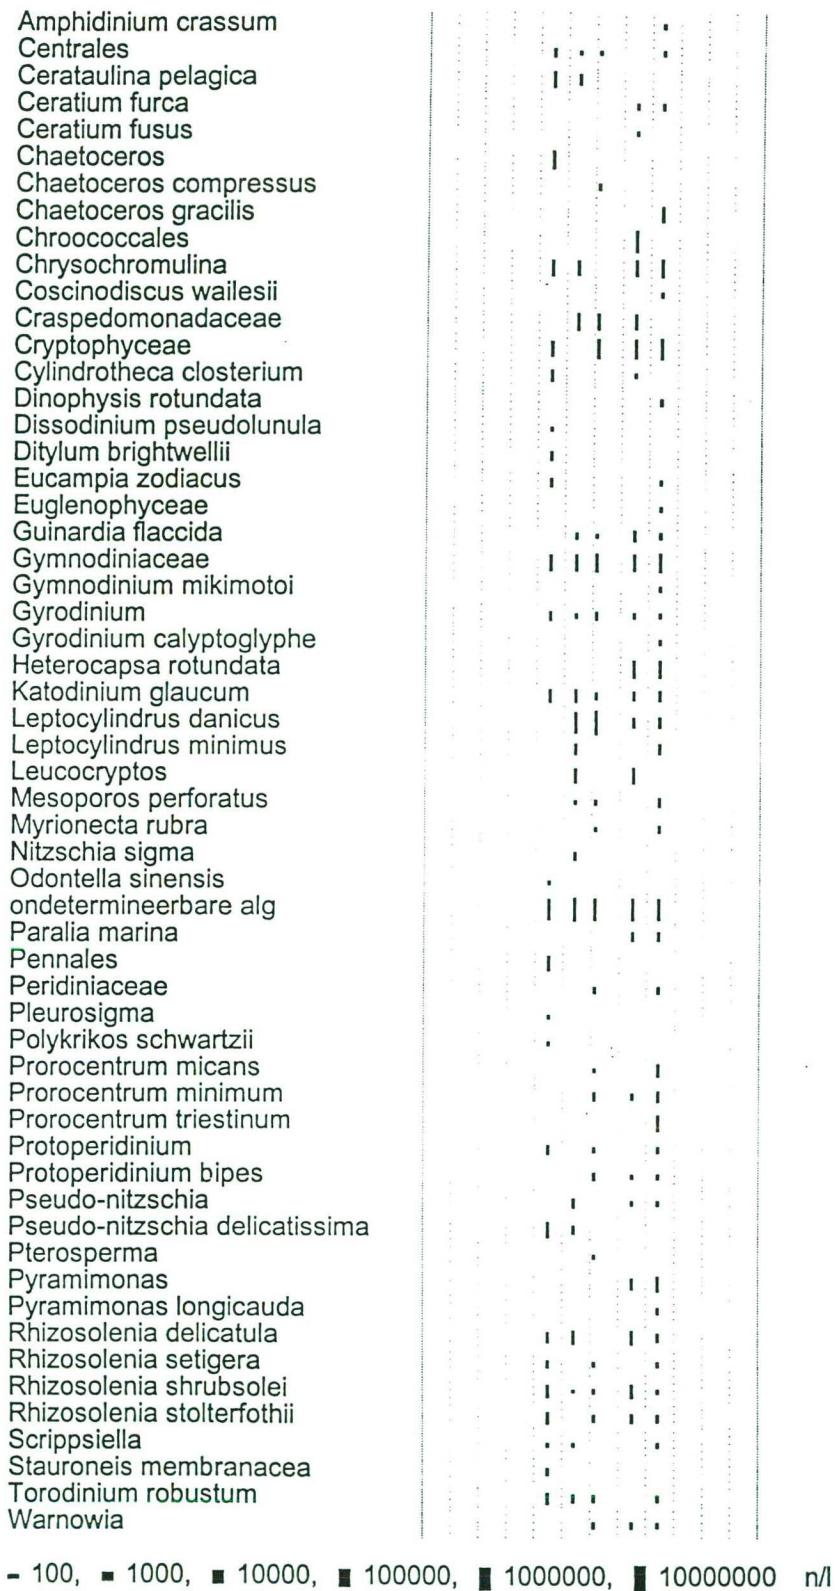 Amphidinium crassum
Centrales
Cerataulina pelagica
Ceratium furca
Ceratium fusus
Chaetoceros
Chaetoceros compressus
Chaetoceros gracilis
Chroococcales
Chrysochromulina
Coscinodiscus wailesii
Craspedomonadaceae
Cryptophyceae
Cylindrotheca closterium
Dinophysis rotundata
Dissodinium pseudolunula
Ditylum brightwellii
Eucampia zodiacus
Euglenophyceae
Guinardia flaccida
Gymnodiniaceae
Gymnodinium mikimotoi
Gyrodinium
Gyrodinium calyptoglyphe
Heterocapsa rotundata
Katodinium glaucum
Leptocylindrus danicus
Leptocylindrus minimus
Leucocryptos
Mesoporos perforatus
Myrionecta rubra
Nitzschia sigma
Odontella sinensis
ondetermineerbare alg
Paralia marina
Pennales
Peridiniaceae
Pleurosigma
Polykrikos schwartzii
Prorocentrum micans
Prorocentrum minimum
Prorocentrum triestinum
Protoperidinium
Protoperidinium bipes
Pseudo-nitzschia
Pseudo-nitzschia delicatissima
Pterosperma
Pyramimonas
Pyramimonas longicauda
Rhizosolenia delicatula
Rhizosolenia setigera
Rhizosolenia shrubsolei
Rhizosolenia stolterfothii
Scrippsiella
Stauroneis membranacea
Torodinium robustum
Warnowia
100, 1000, 10000, 100000, 1000000, 10000000 n/l